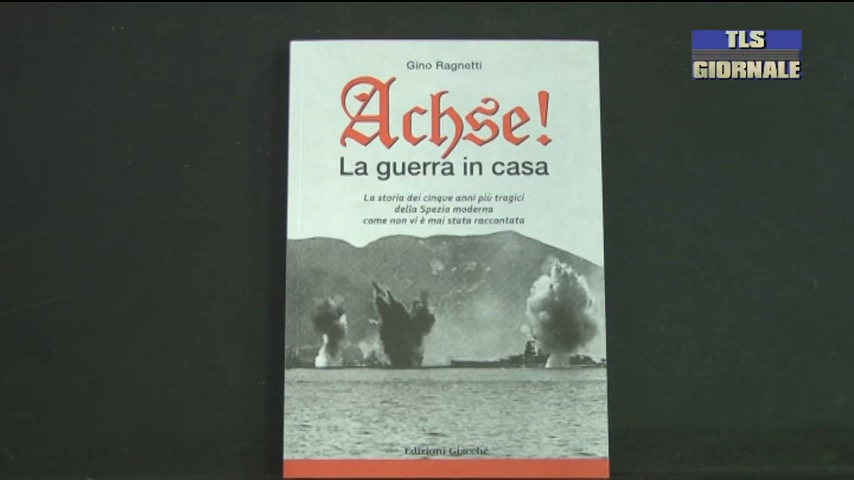 TLS
GIORNALE
Gino Ragnetti
Achse!
La guerra in casa
La storia dei cinque anni più tragici
della Spezia moderna
come non vi è mai stata raccontata
Edizioni Giacché